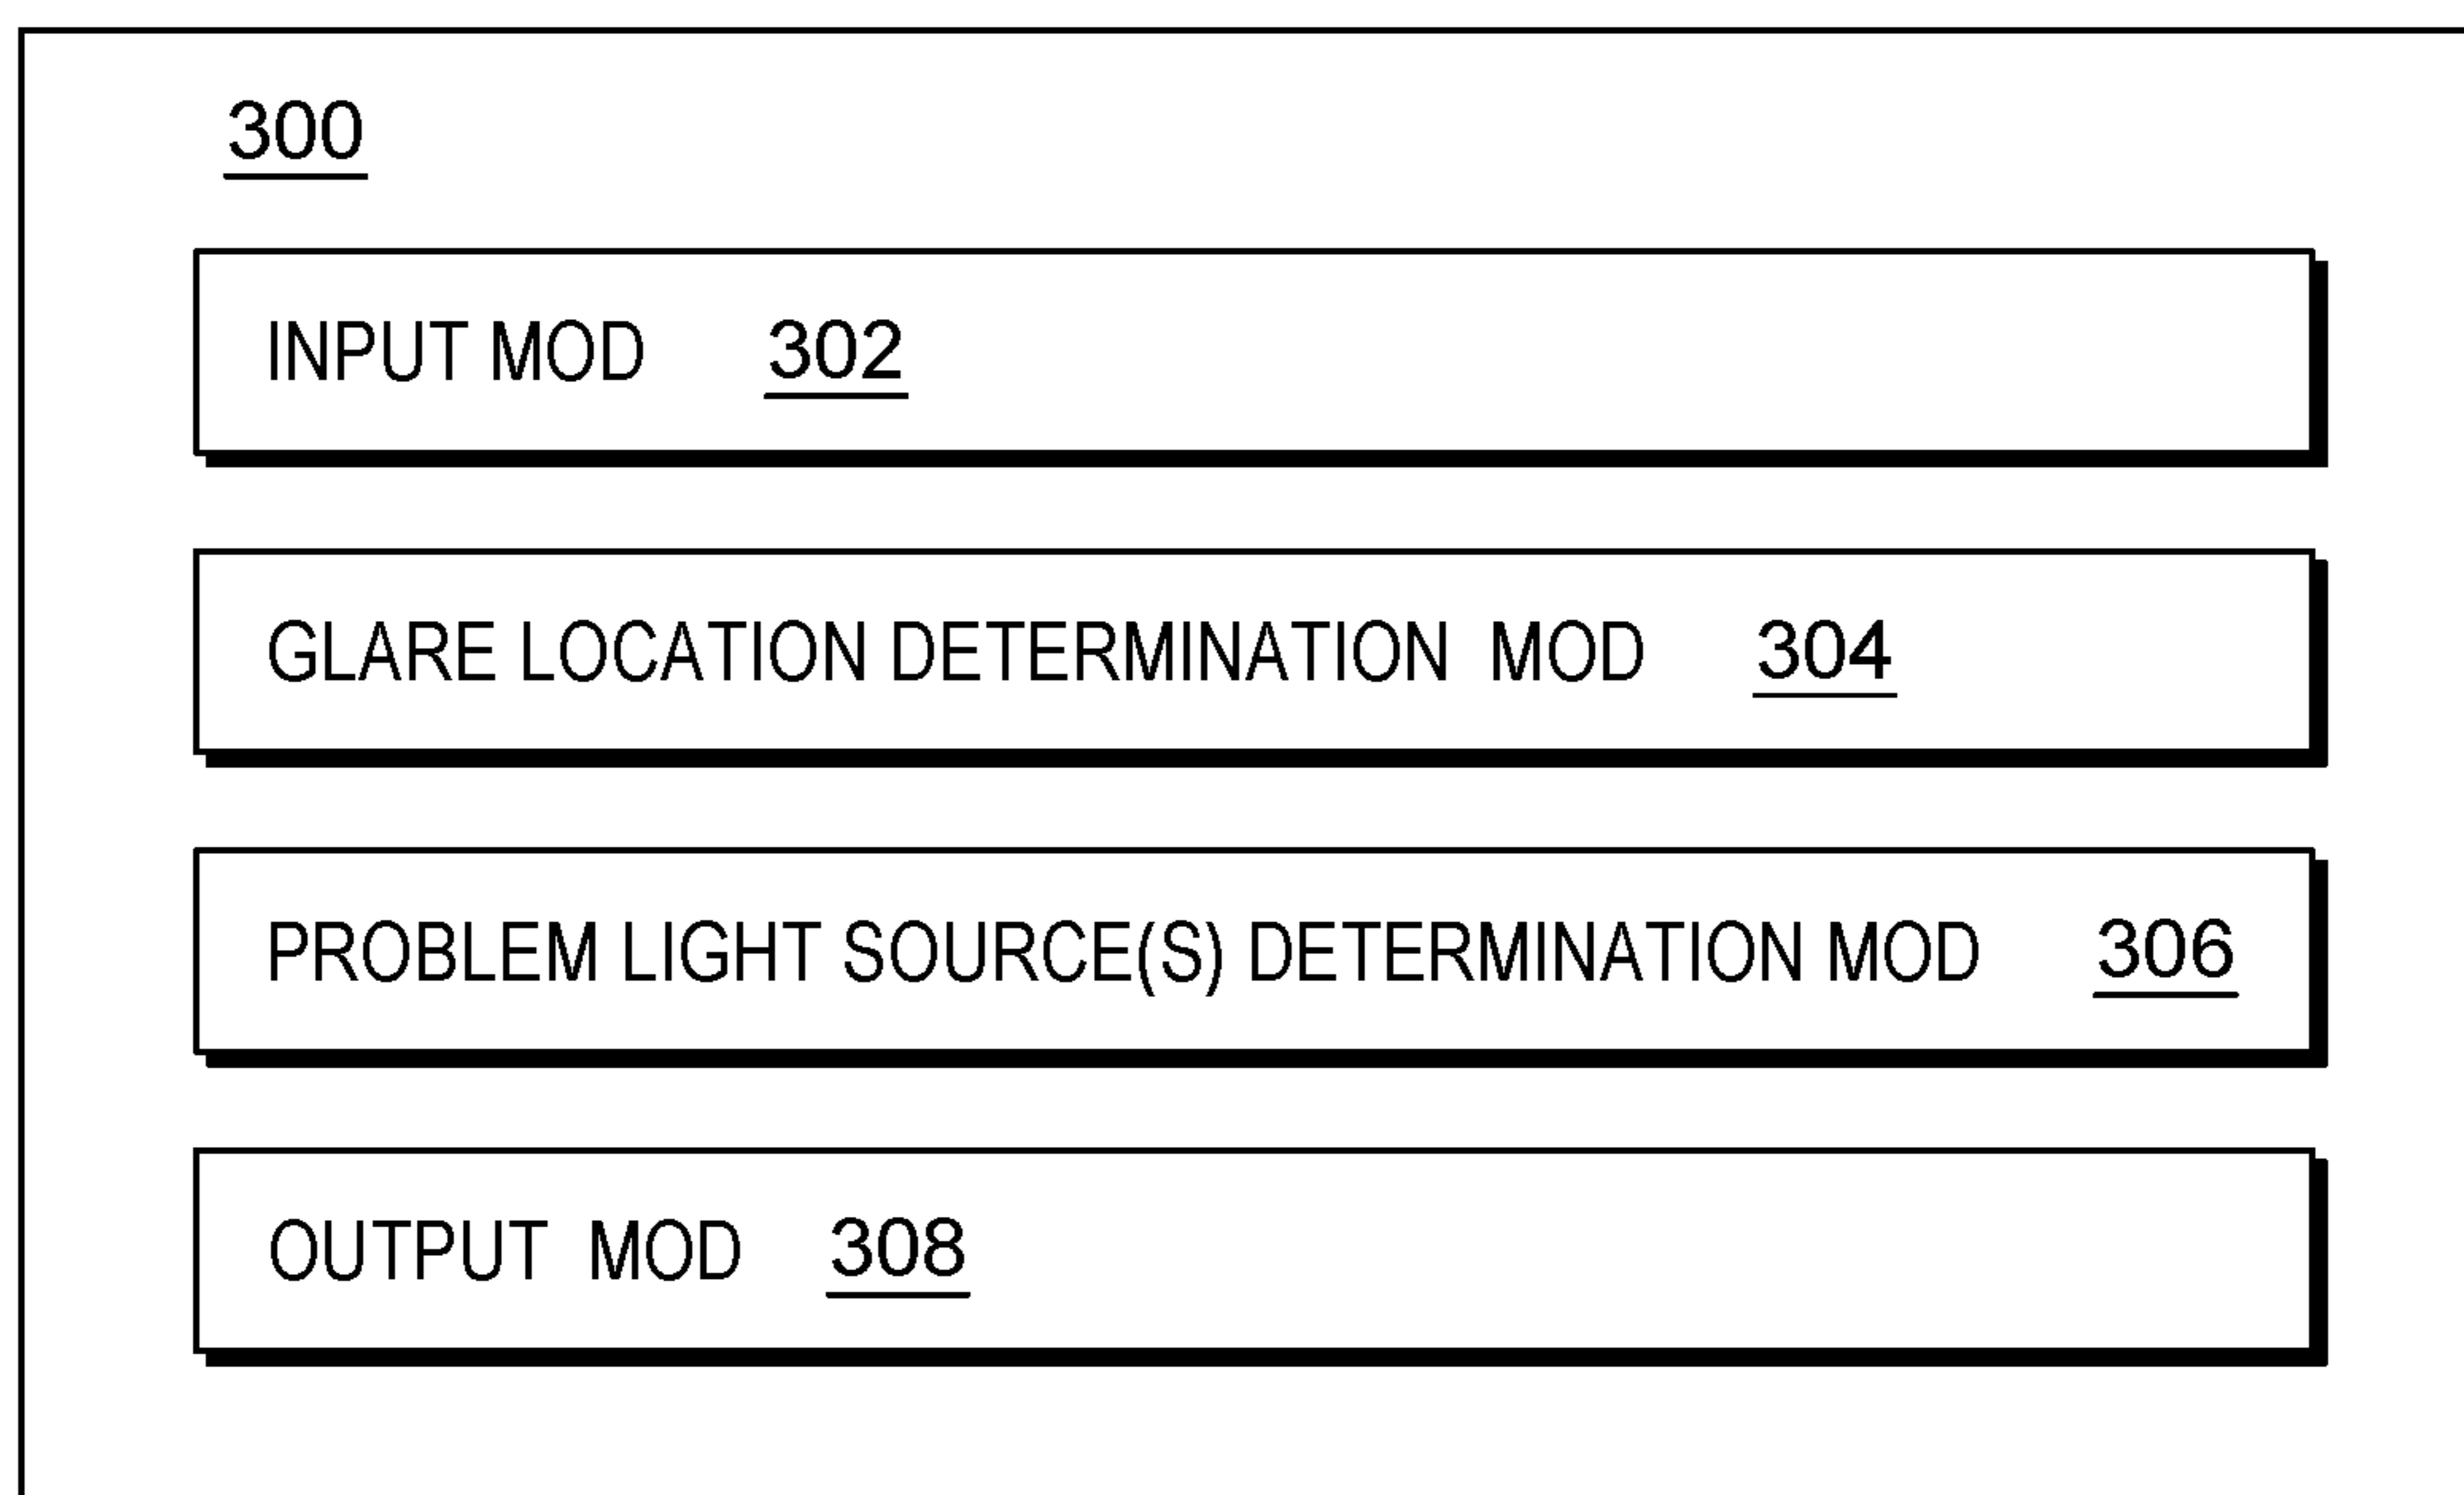 300
INPUT MOD 302
GLARE LOCATION DETERMINATION MOD 304
PROBLEM LIGHT SOURCE(S) DETERMINATION MOD 306
OUTPUT MOD 308